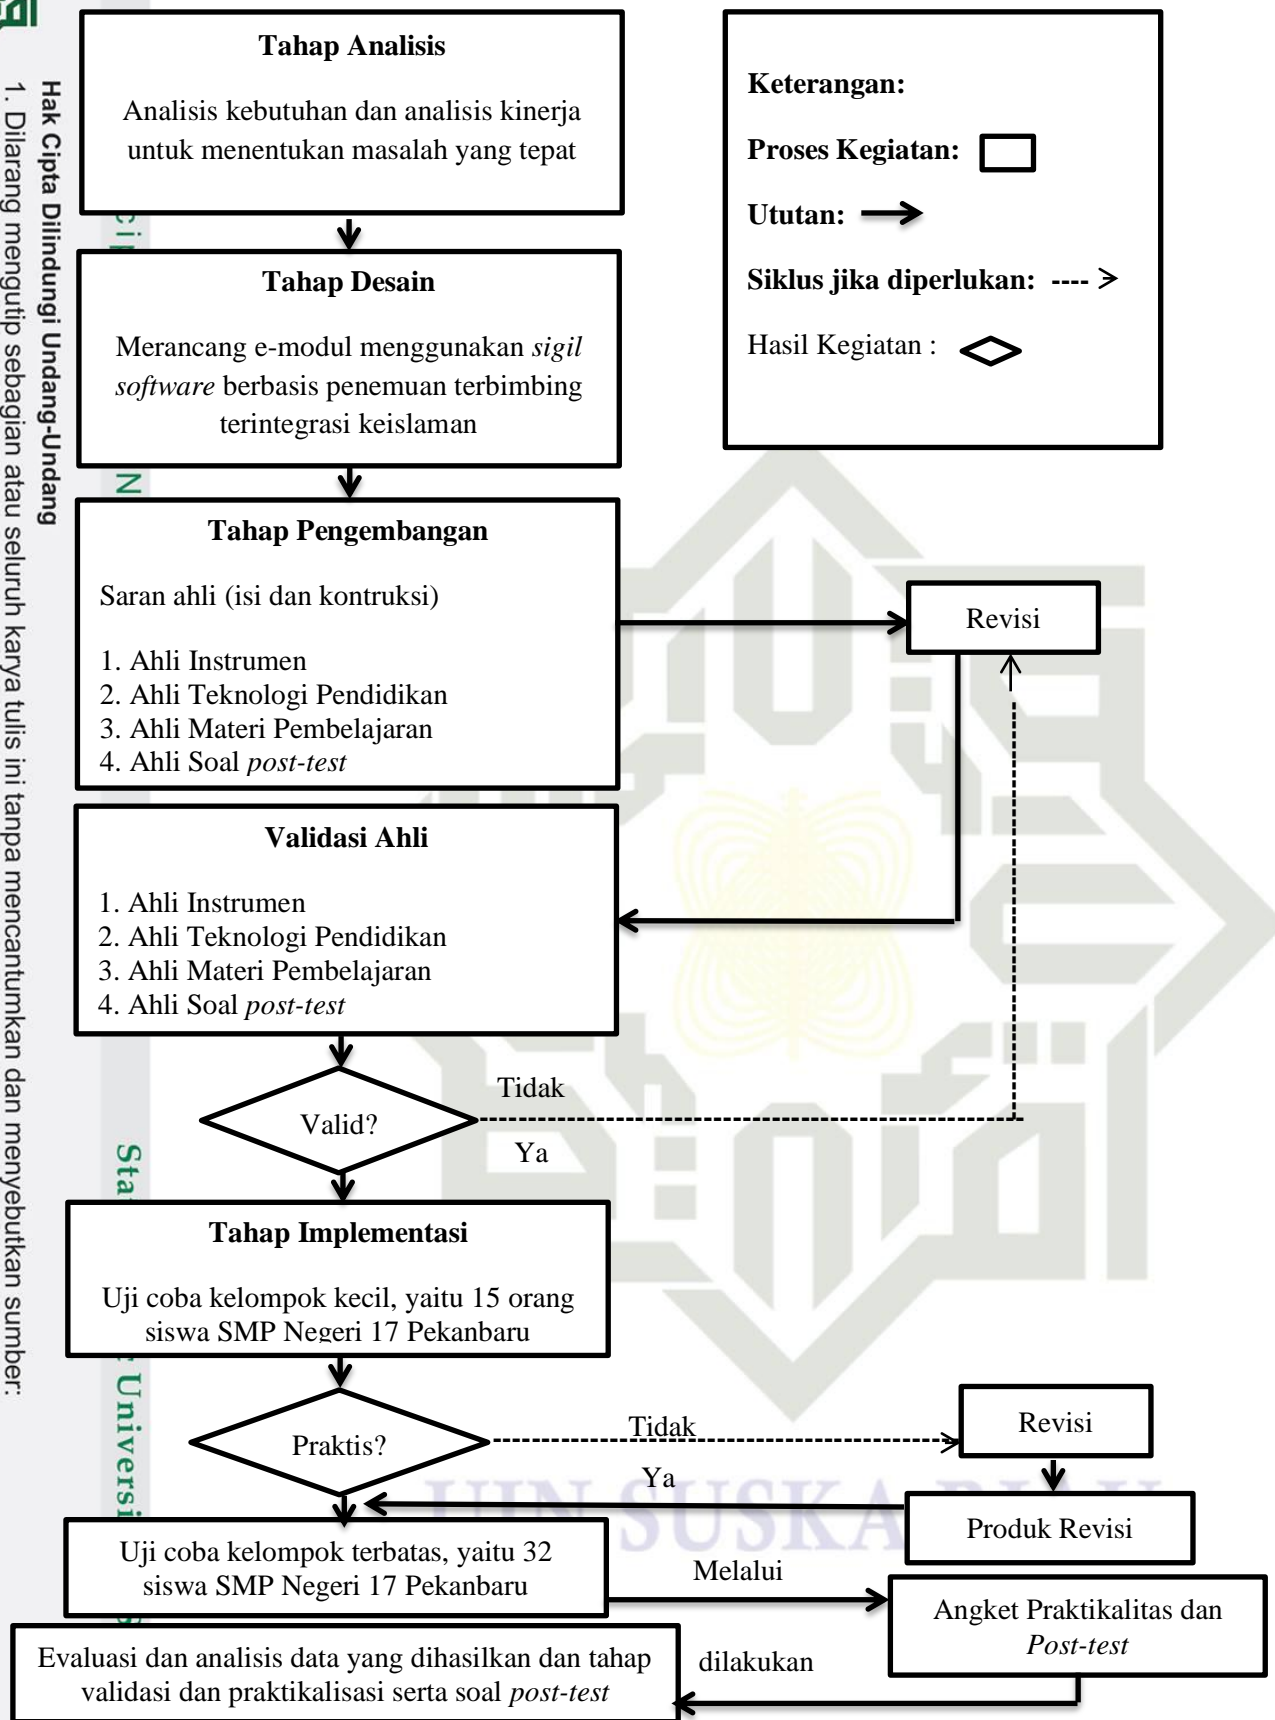 Hak Cipta Dilindungi Undang-Undang
1. Dilarang mengutip sebagian atau seluruh karya tulis ini tanpa mencantumkan dan menyebutkan sumber:
Tahap Analisis
Analisis kebutuhan dan analisis kinerja
untuk menentukan masalah yang tepat
Keterangan:
Proses Kegiatan:
Ututan:
Siklus jika diperlukan:
Hasil Kegiatan :
Tahap Desain
Merancang e-modul menggunakan sigil
software berbasis penemuan terbimbing
terintegrasi keislaman
Tahap Pengembangan
Saran ahli (isi dan kontruksi)
1. Ahli Instrumen
2. Ahli Teknologi Pendidikan
3. Ahli Materi Pembelajaran
4. Ahli Soal post-test
Revisi
Validasi Ahli
1. Ahli Instrumen
2. Ahli Teknologi Pendidikan
3. Ahli Materi Pembelajaran
4. Ahli Soal post-test
Valid?
Tidak
Ya
Tahap Implementasi
Uji coba kelompok kecil, yaitu 15 orang
siswa SMP Negeri 17 Pekanbaru
Praktis?
Tidak
Ya
Revisi
Produk Revisi
Uji coba kelompok terbatas, yaitu 32
siswa SMP Negeri 17 Pekanbaru
Melalui
Angket Praktikalitas dan
Post-test
dilakukan
Evaluasi dan analisis data yang dihasilkan dan tahap
validasi dan praktikalisasi serta soal post-test
UIN SUSKA RIAU